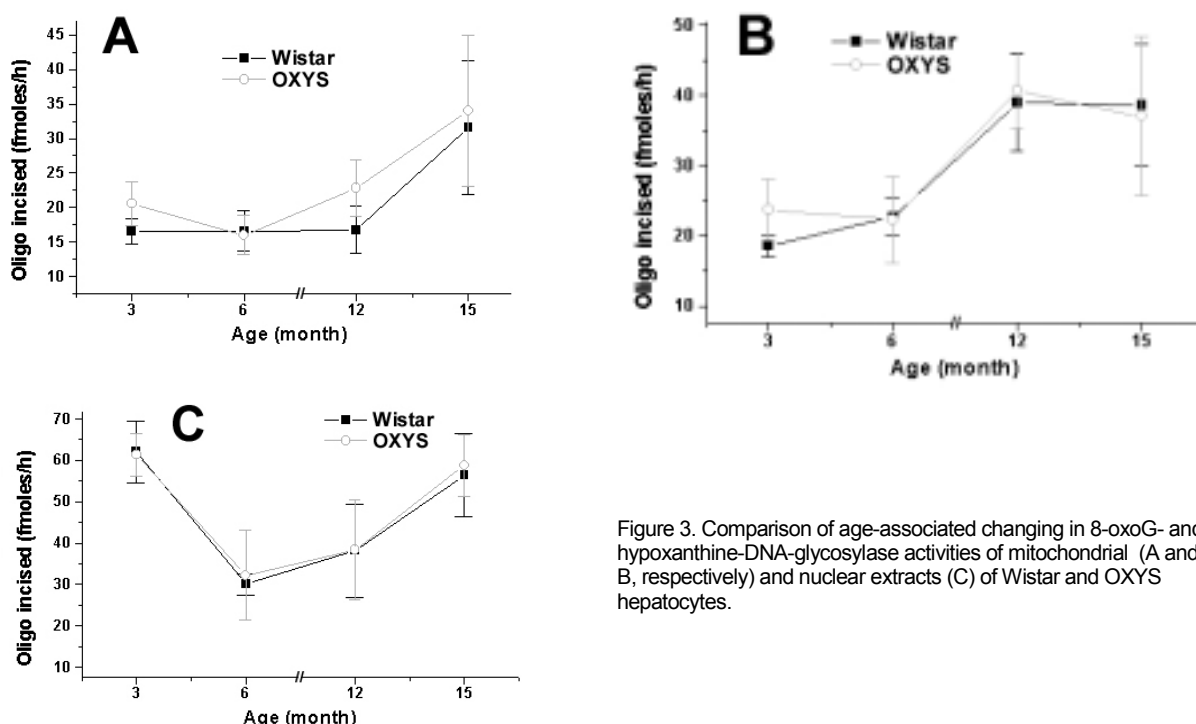 A
Wistar
OXYS
Oligo incised (fmoles/h)
45
40
35
30
25
20
15
10
3
6
12
15
Age (month)
B
Wistar
OXYS
Oligo incised (fmoles/h)
50
40
30
20
10
3
6
12
15
Age (month)
C
Wistar
OXYS
Oligo incised (fmoles/h)
70
60
50
40
30
20
10
3
6
12
15
Age (month)
Figure 3. Comparison of age-associated changing in 8-oxoG- and
hypoxanthine-DNA-glycosylase activities of mitochondrial (A and
B, respectively) and nuclear extracts (C) of Wistar and OXYS
hepatocytes.